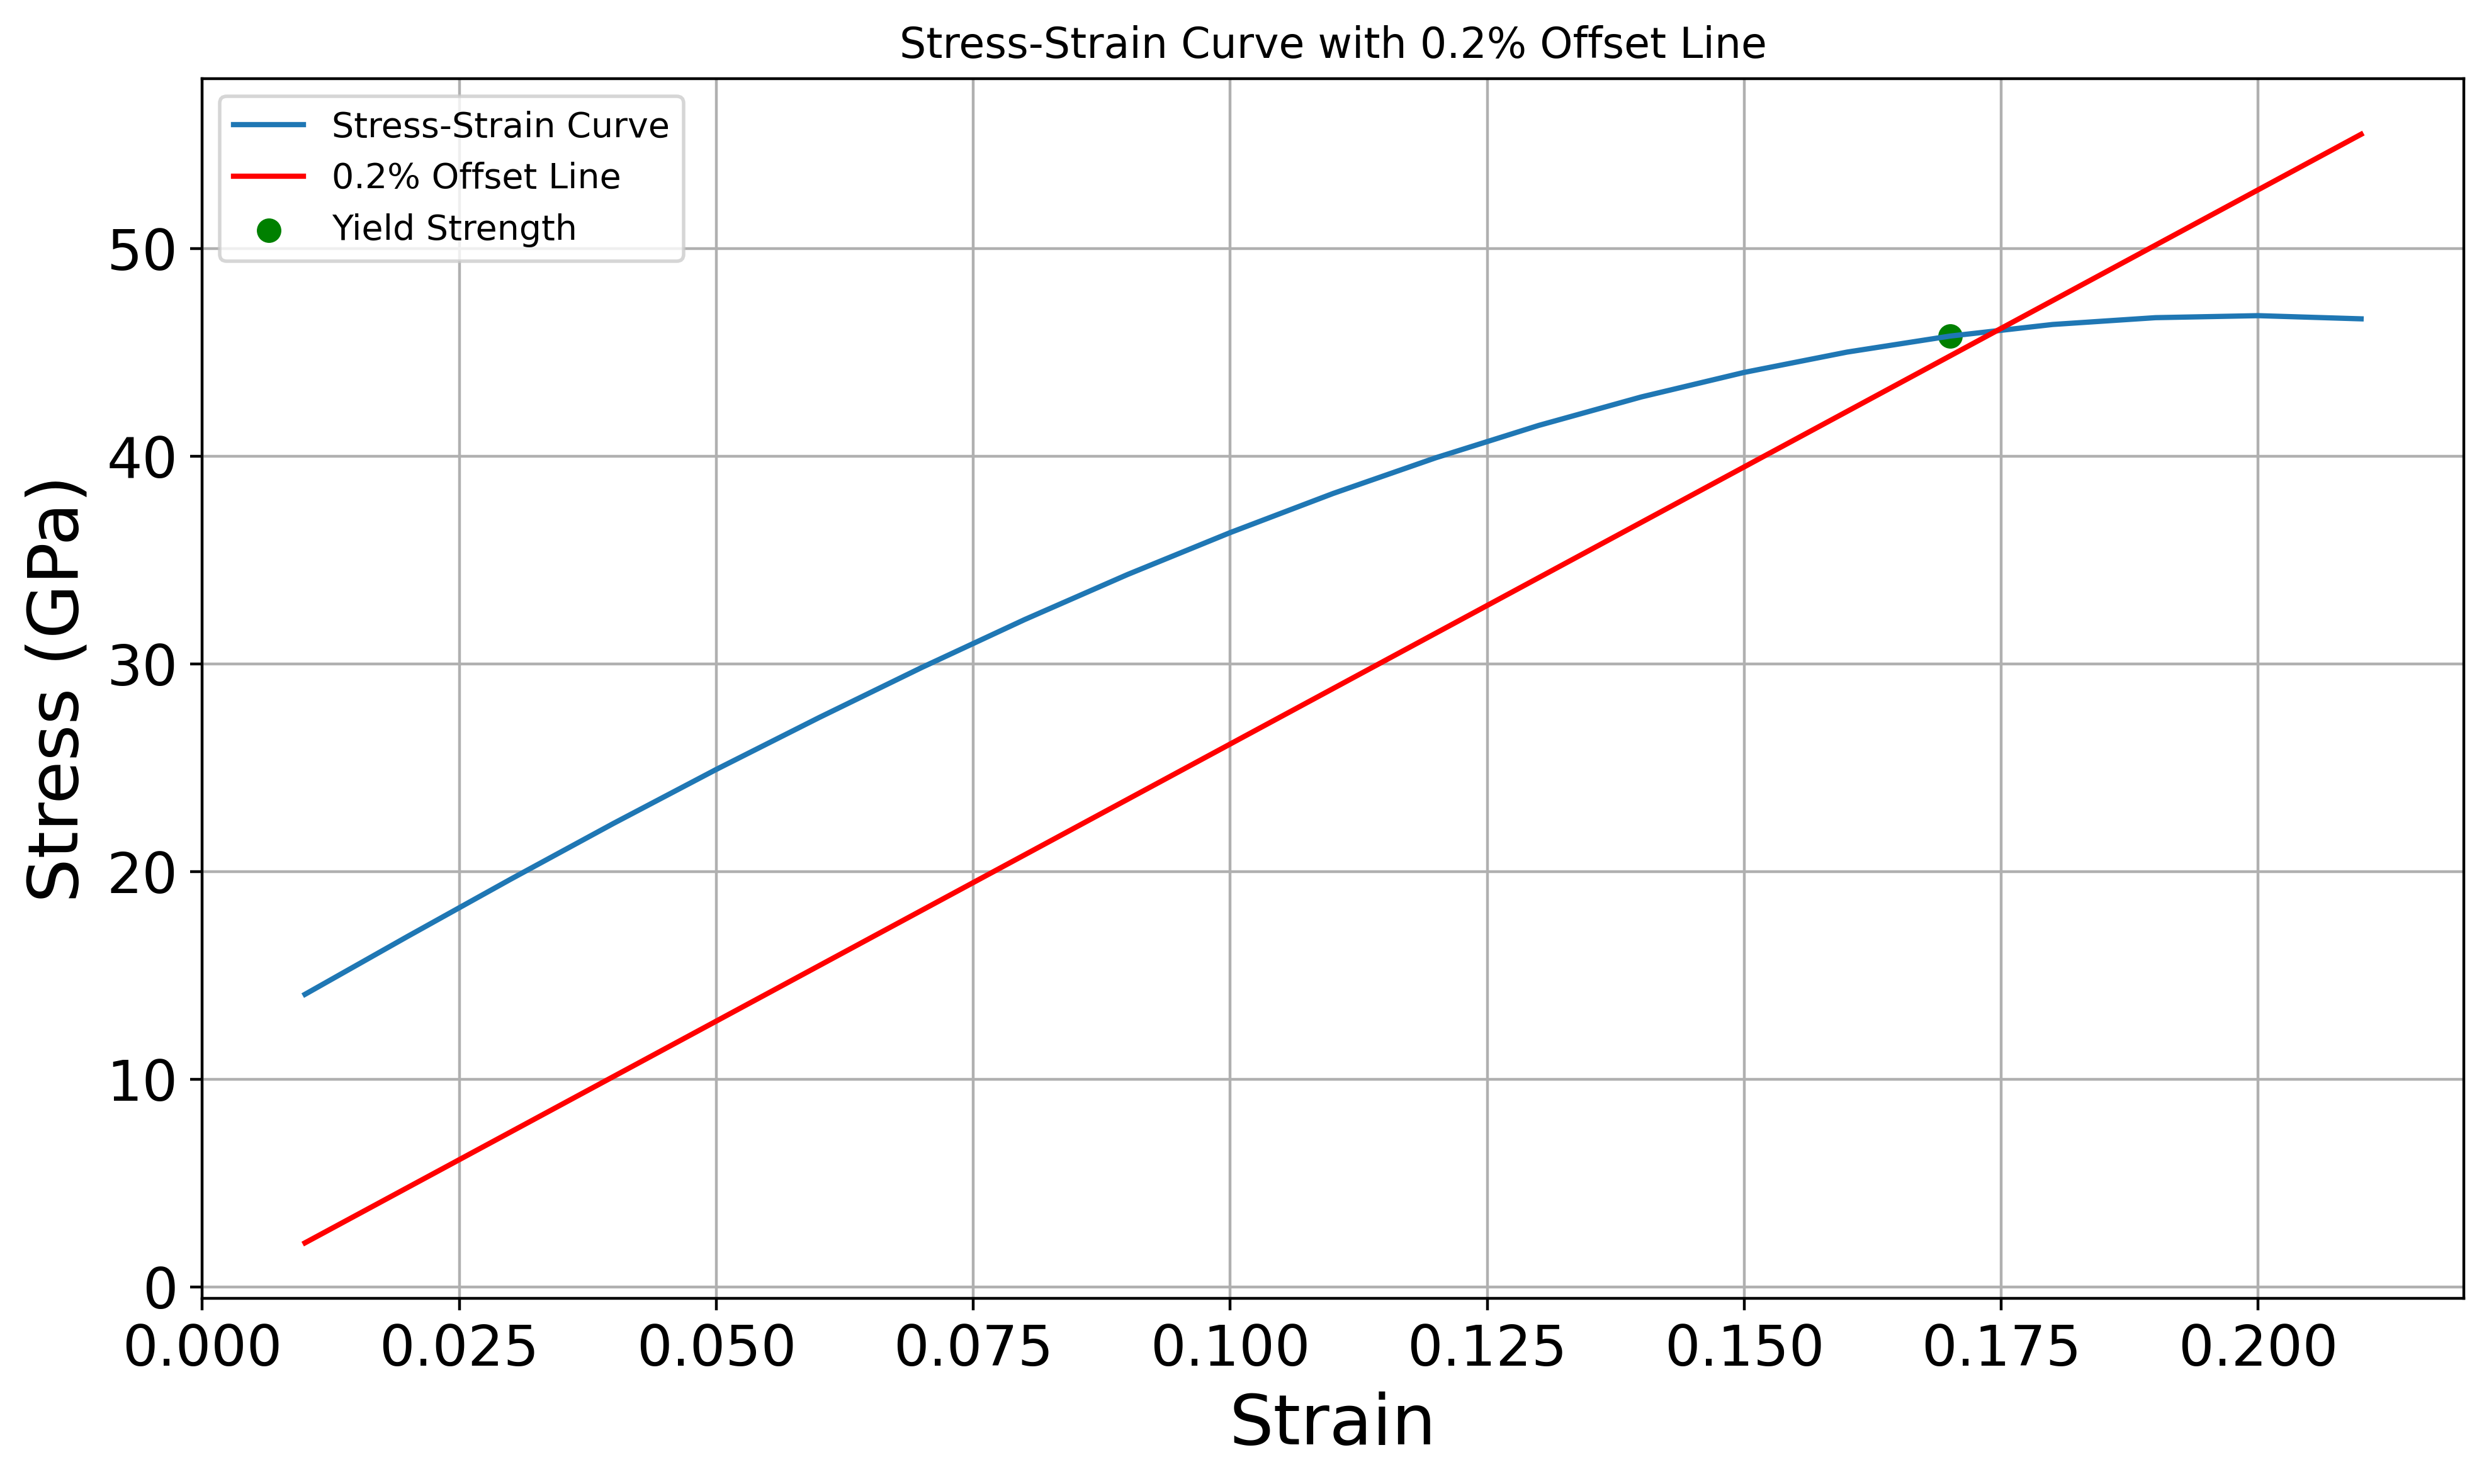 Stress-Strain Curve with 0.2% Offset Line
Stress-Strain Curve
0.2% Offset Line
Yield Strength
Stress (GPa)
50
40
30
20
10
0
0.000 0.025 0.050 0.075 0.100 0.125 0.150 0.175 0.200
Strain